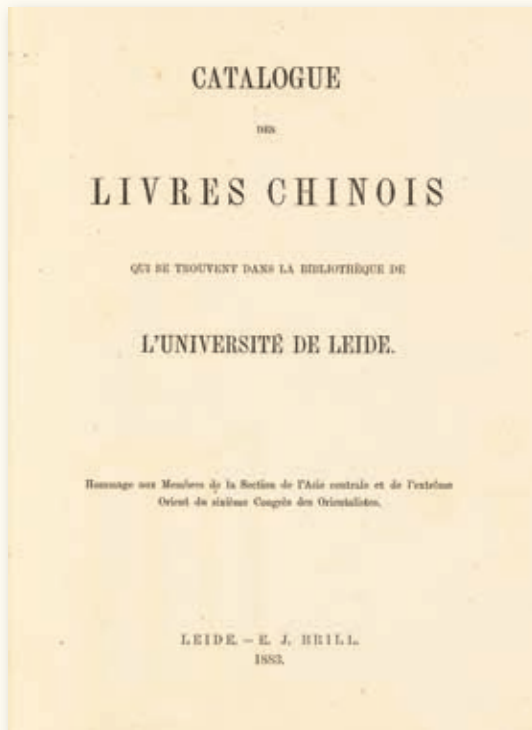 CATALOGUE
DES
LIVRES CHINOIS
QUI SE TROUVENT DANS LA BIBLIOTHÈQUE DE
L'UNIVERSITÉ DE LEIDE.
Hommage aux Membres de la Section de l'Asie centrale et de l'extrême
Orient du sixième Congrès des Orientalistes.
LEIDE. – E. J. BRILL.
1883.